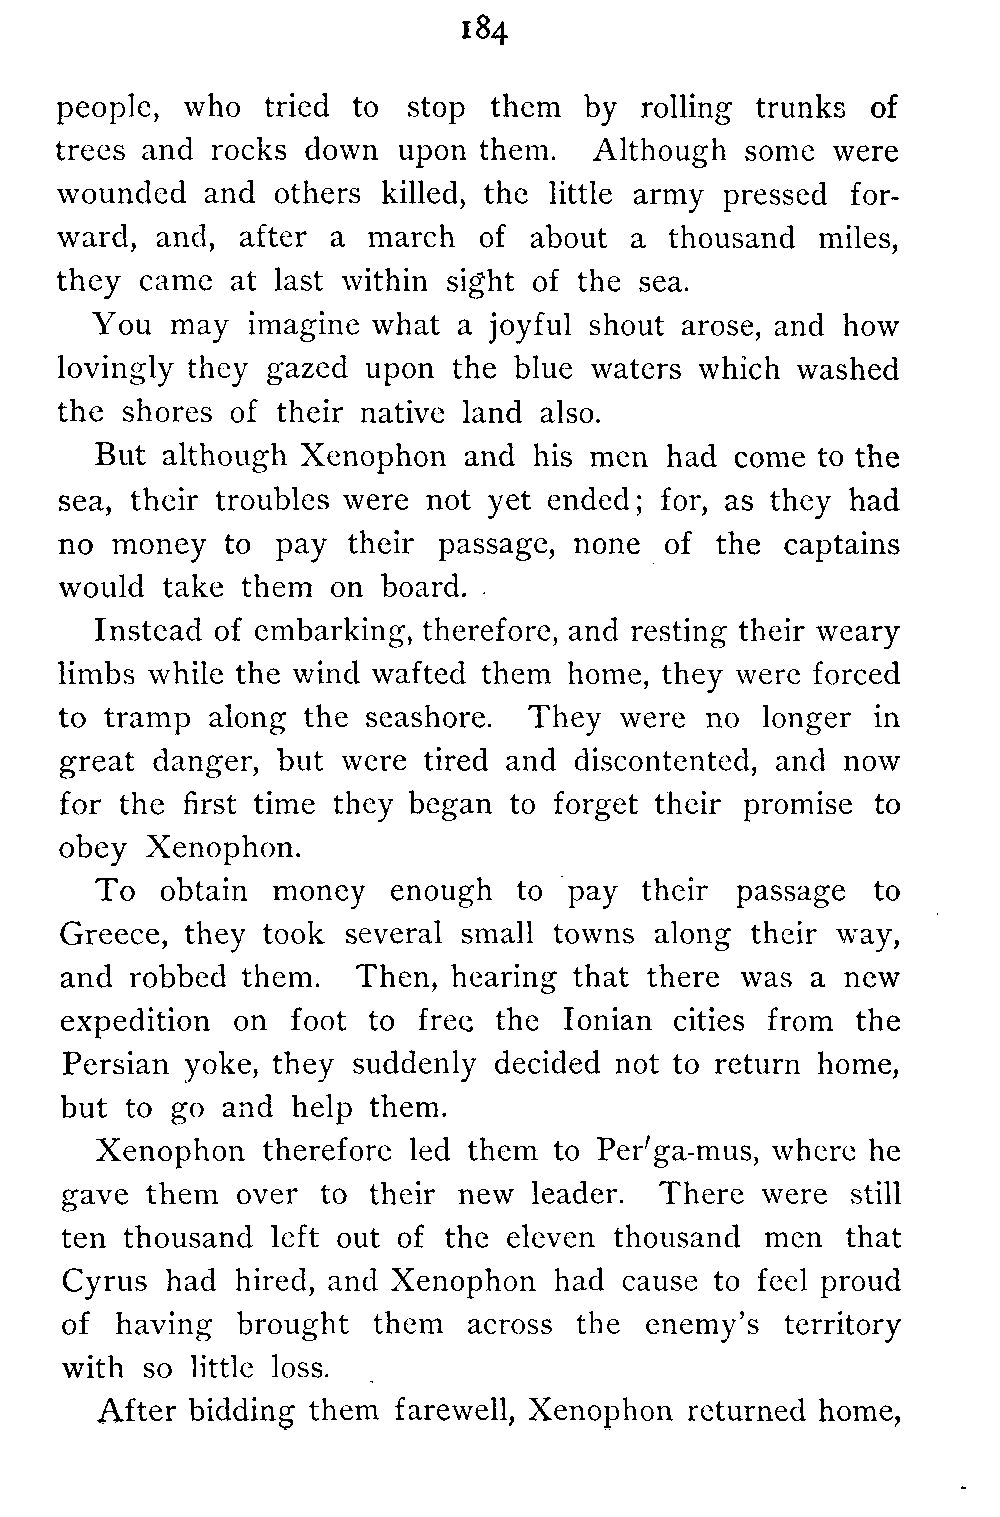 184
people, who tried to stop them by rolling trunks of
trees and rocks down upon them. Although some were
wounded and others killed, the little army pressed for-
ward, and, after a march of about a thousand miles,
they came at last within sight of the sea.
You may imagine what a joyful shout arose, and how
lovingly they gazed upon the blue waters which washed
the shores of their native land also.
But although Xenophon and his men had come to the
sea, their troubles were not yet ended; for, as they had
no money to pay their passage, none of the captains
would take them on board.
Instead of embarking, therefore, and resting their weary
limbs while the wind wafted them home, they were forced
to tramp along the seashore. They were no longer in
great danger, but were tired and discontented, and now
for the first time they began to forget their promise to
obey Xenophon.
To obtain money enough to pay their passage to
Greece, they took several small towns along their way,
and robbed them. Then, hearing that there was a new
expedition on foot to free the Ionian cities from the
Persian yoke, they suddenly decided not to return home,
but to go and help them.
Xenophon therefore led them to Per′ga-mus, where he
gave them over to their new leader. There were still
ten thousand left out of the eleven thousand men that
Cyrus had hired, and Xenophon had cause to feel proud
of having brought them across the enemy's territory
with so little loss.
After bidding them farewell, Xenophon returned home,